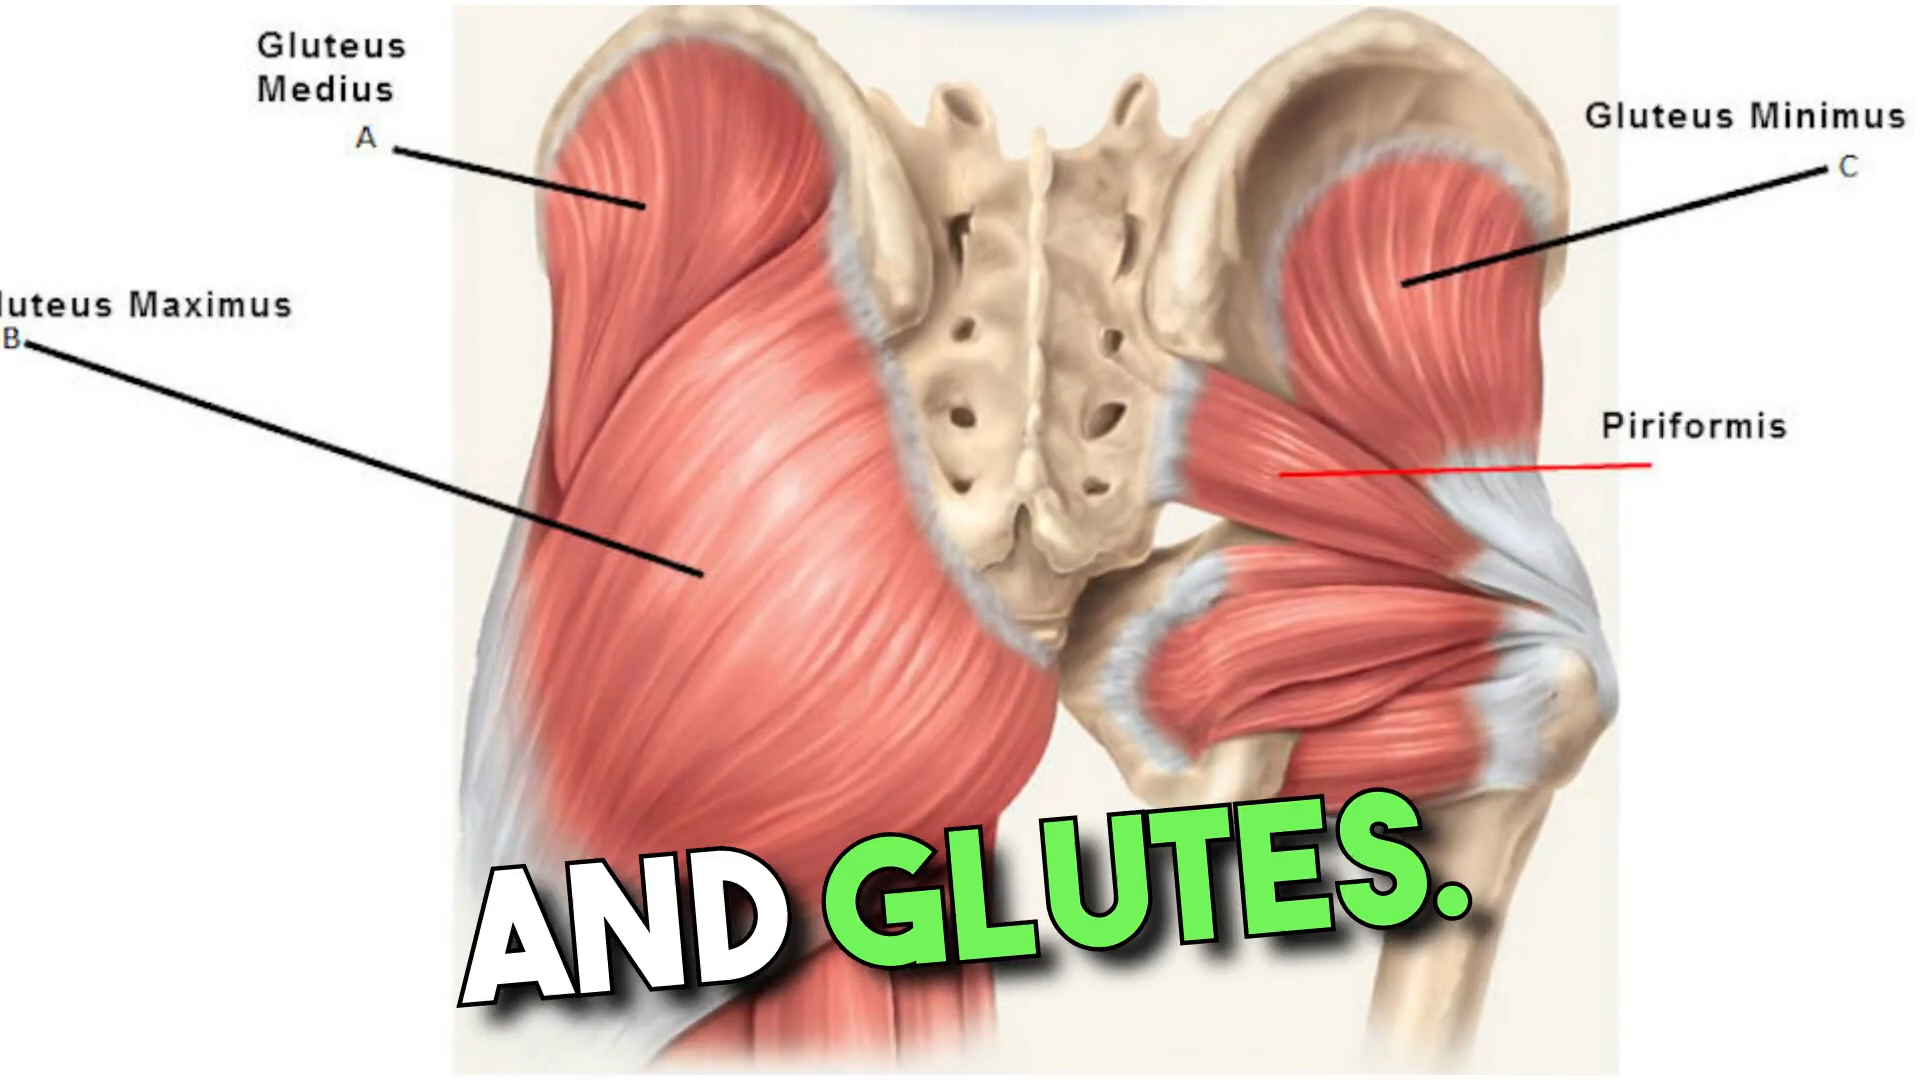 Gluteus
Medius
A
Gluteus Minimus
C
luteus Maximus
B
Piriformis
AND GLUTES.